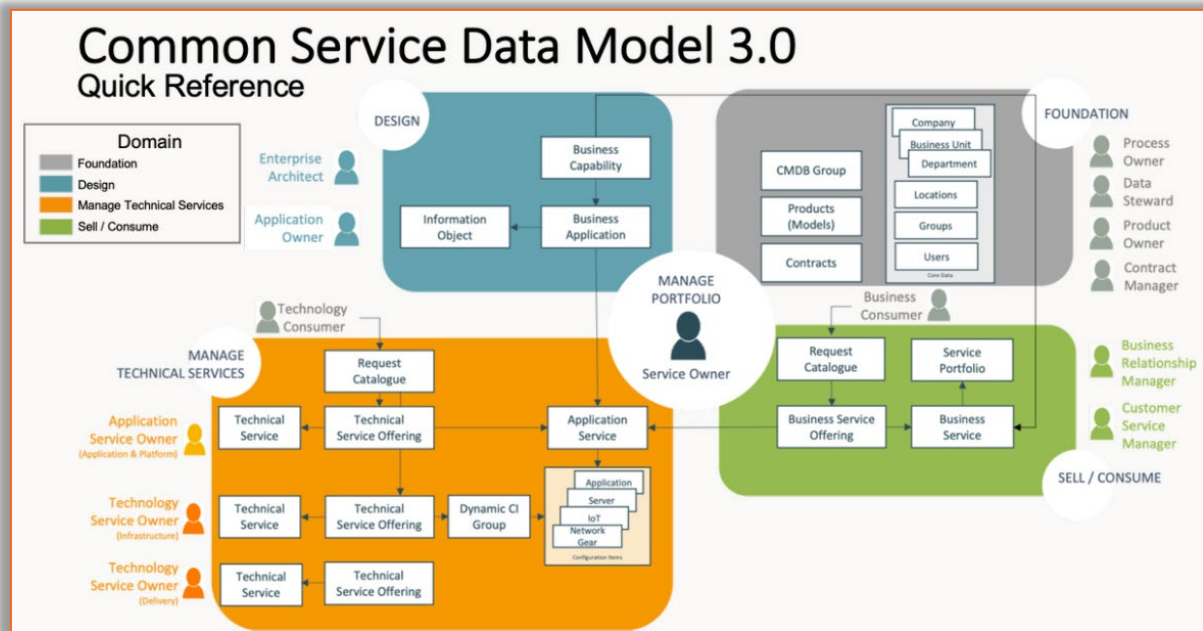 Common Service Data Model 3.0
Quick Reference
Domain
Foundation
Design
Manage Technical Services
Sell / Consume
DESIGN
Enterprise
Architect
Application
Owner
Business
Capability
Information
Object
Business
Application
FOUNDATION
CMDB Group
Products
(Models)
Contracts
Company
Business Unit
Department
Locations
Groups
Users
Core Data
Process
Owner
Data
Steward
Product
Owner
Contract
Manager
MANAGE
PORTFOLIO
Service Owner
Technology
Consumer
MANAGE
TECHNICAL SERVICES
Request
Catalogue
Application
Service Owner
(Application & Platform)
Technical
Service
Technical
Service Offering
Application
Service
Technology
Service Owner
(Infrastructure)
Technical
Service
Technical
Service Offering
Dynamic CI
Group
Application
Server
IoT
Network
Gear
Configuration Items
Technology
Service Owner
(Delivery)
Technical
Service
Technical
Service Offering
Business
Consumer
Request
Catalogue
Service
Portfolio
Business Service
Offering
Business
Service
Business
Relationship
Manager
Customer
Service
Manager
SELL / CONSUME